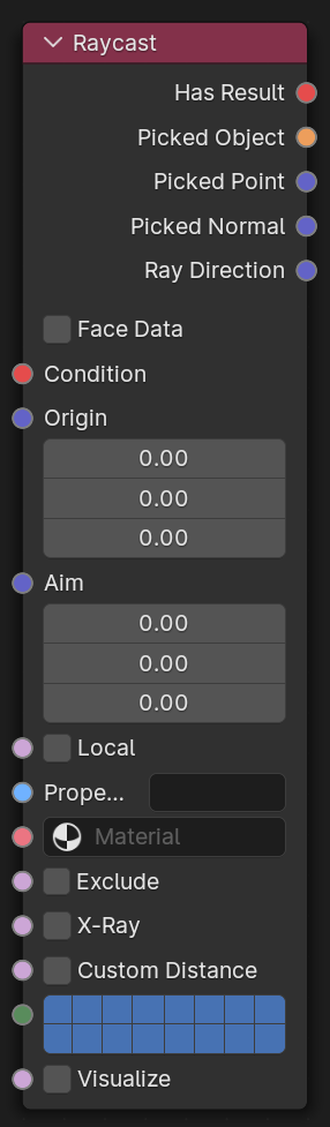 Raycast
Has Result
Picked Object
Picked Point
Picked Normal
Ray Direction
Face Data
Condition
Origin
0.00
0.00
0.00
Aim
0.00
0.00
0.00
Local
Prope...
Material
Exclude
X-Ray
Custom Distance
Visualize